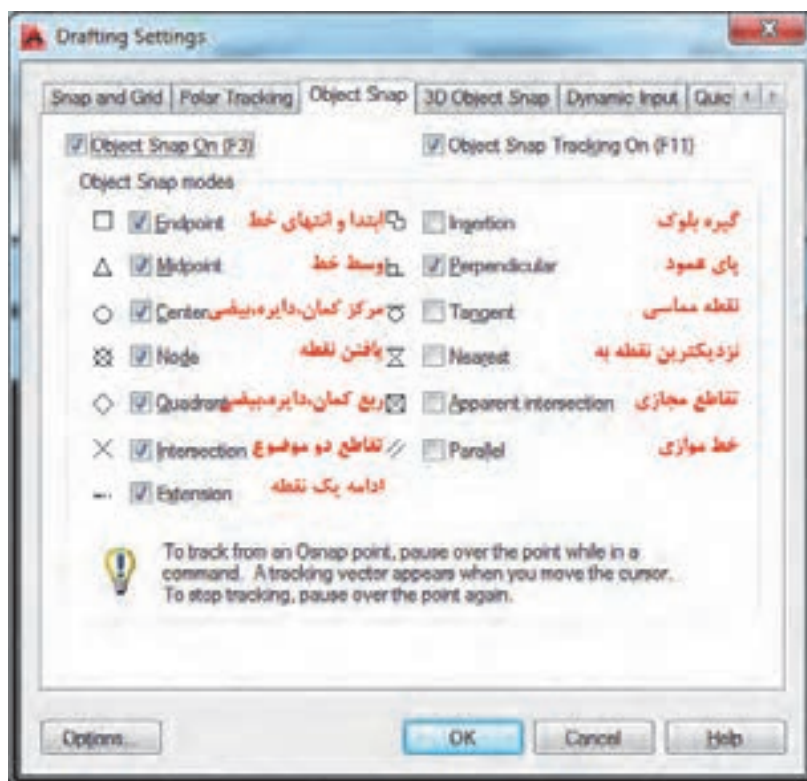 Drafting Settings
Snap and Grid Polar Tracking Object Snap 3D Object Snap Dynamic Input Quic
Object Snap On (F3) Object Snap Tracking On (F11)
Object Snap modes
Endpoint ابتدا و انتهای خط Insertion گیره بلوک
Midpoint وسط خط Perpendicular پای عمود
Center مرکز کمان،دایره،بیضی Tangent نقطه مماسی
Node یافتن نقطه Nearest نزدیکترین نقطه به
Quadrant ربع کمان،دایره،بیضی Apparent intersection تقاطع مجازی
Intersection تقاطع دو موضوع Parallel خط موازی
Extension ادامه یک نقطه
To track from an Osnap point, pause over the point while in a
command. A tracking vector appears when you move the cursor.
To stop tracking, pause over the point again.
Options... OK Cancel Help